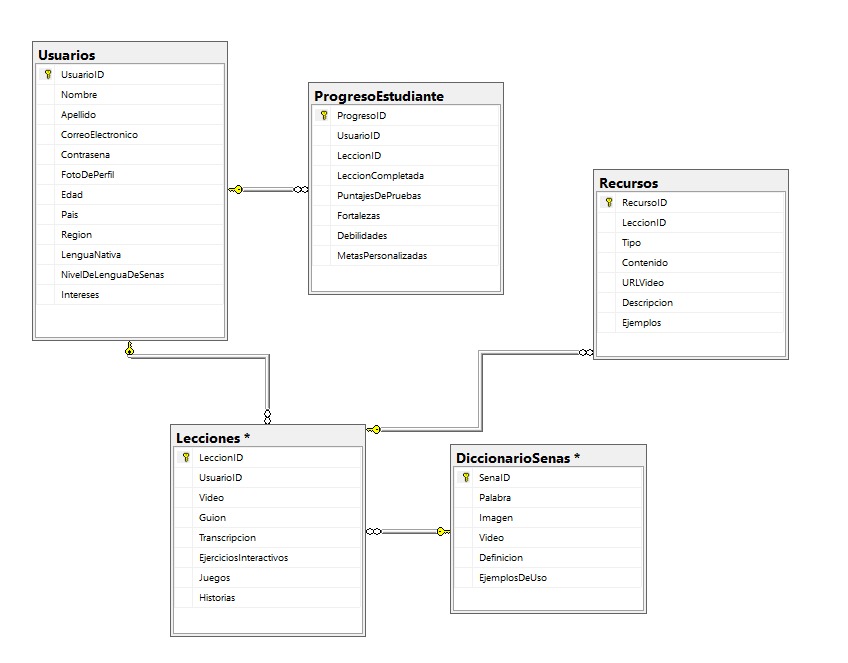 Usuarios
UsuarioID
Nombre
Apellido
CorreoElectronico
Contrasena
FotoDePerfil
Edad
Pais
Region
LenguaNativa
NivelDeLenguaDeSenas
Intereses
ProgresoEstudiante
ProgresoID
UsuarioID
LeccionID
LeccionCompletada
PuntajesDePruebas
Fortalezas
Debilidades
MetasPersonalizadas
Recursos
RecursoID
LeccionID
Tipo
Contenido
URLVideo
Descripcion
Ejemplos
Lecciones *
LeccionID
UsuarioID
Video
Guion
Transcripcion
EjerciciosInteractivos
Juegos
Historias
DiccionarioSenas *
SenaID
Palabra
Imagen
Video
Definicion
EjemplosDeUso